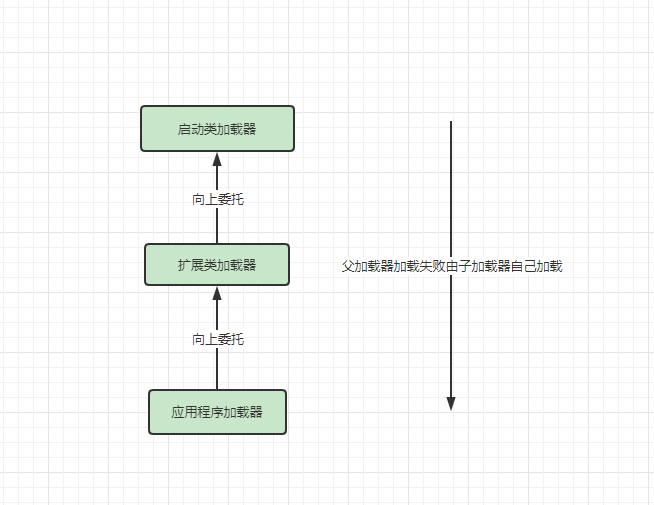 启动类加载器
向上委托
扩展类加载器
父加载器加载失败由子加载器自己加载
向上委托
应用程序加载器